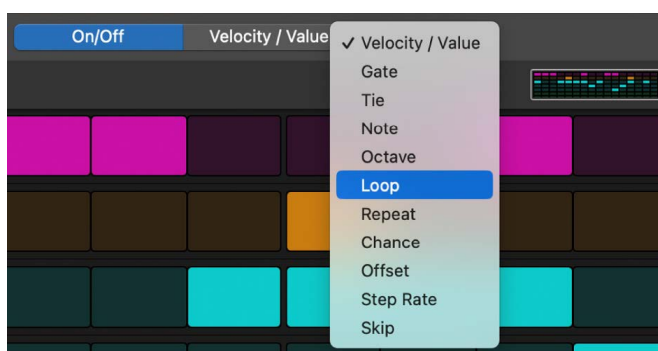 On/Off
Velocity / Value
✓ Velocity / Value
Gate
Tie
Note
Octave
Loop
Repeat
Chance
Offset
Step Rate
Skip